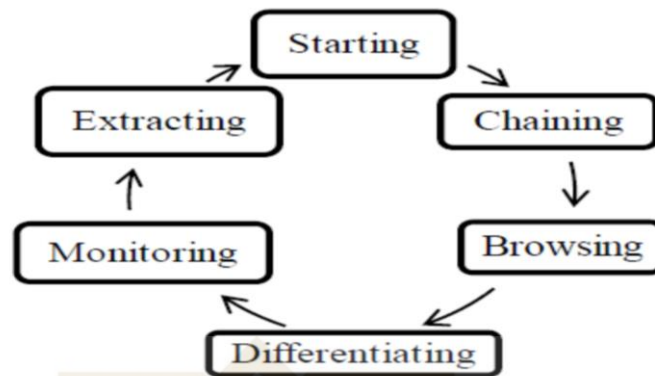 Starting
Chaining
Browsing
Differentiating
Monitoring
Extracting